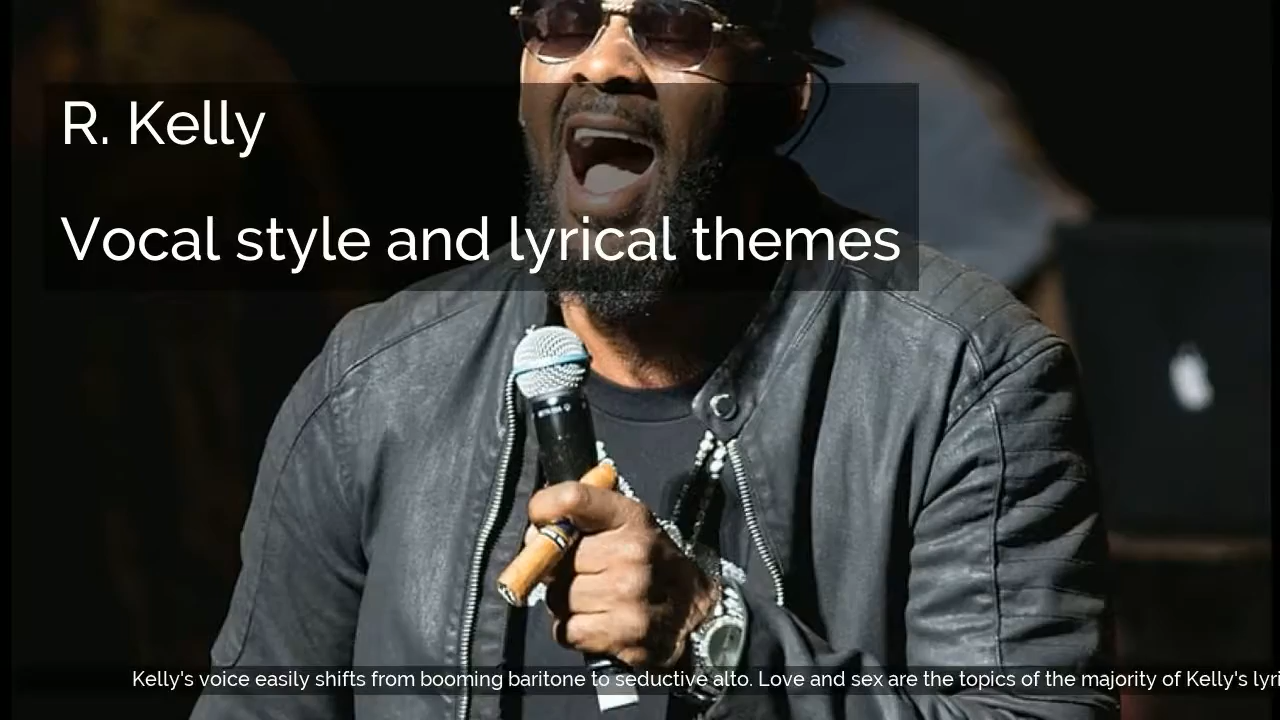 R. Kelly
Vocal style and lyrical themes
Kelly's voice easily shifts from booming baritone to seductive alto. Love and sex are the topics of the majority of Kelly's lyri